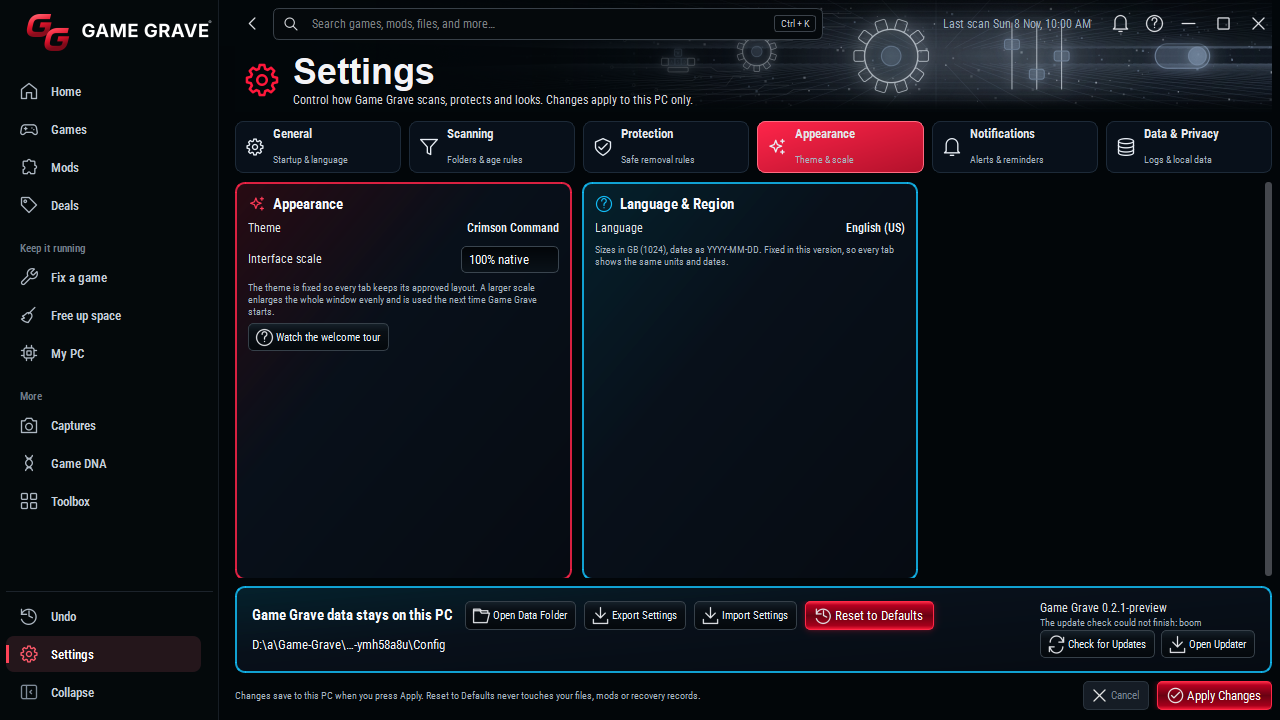 GG GAME GRAVE
Search games, mods, files, and more...
Ctrl + K
Last scan Sun 8 Nov, 10:00 AM
Settings
Control how Game Grave scans, protects and looks. Changes apply to this PC only.
Home
Games
Mods
Deals
Keep it running
Fix a game
Free up space
My PC
More
Captures
Game DNA
Toolbox
Undo
Settings
Collapse
General
Startup & language
Scanning
Folders & age rules
Protection
Safe removal rules
Appearance
Theme & scale
Notifications
Alerts & reminders
Data & Privacy
Logs & local data
Appearance
Theme Crimson Command
Interface scale 100% native
The theme is fixed so every tab keeps its approved layout. A larger scale
enlarges the whole window evenly and is used the next time Game Grave
starts.
Watch the welcome tour
Language & Region
Language English (US)
Sizes in GB (1024), dates as YYYY-MM-DD. Fixed in this version, so every tab
shows the same units and dates.
Game Grave data stays on this PC
Open Data Folder
Export Settings
Import Settings
Reset to Defaults
D:\a\Game-Grave\...-ymh58a8u\Config
Game Grave 0.2.1-preview
The update check could not finish: boom
Check for Updates
Open Updater
Changes save to this PC when you press Apply. Reset to Defaults never touches your files, mods or recovery records.
Cancel
Apply Changes